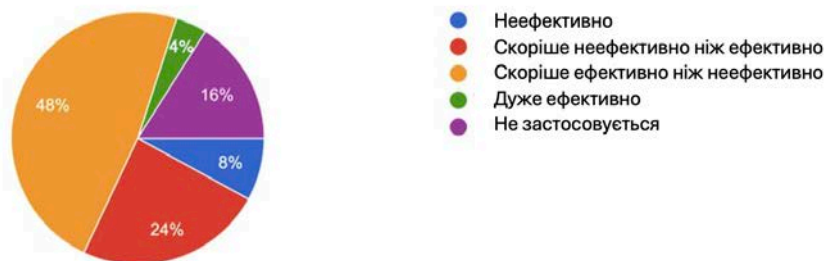 4%
48%
16%
8%
24%
Неефективно
Скоріше неефективно ніж ефективно
Скоріше ефективно ніж неефективно
Дуже ефективно
Не застосовується